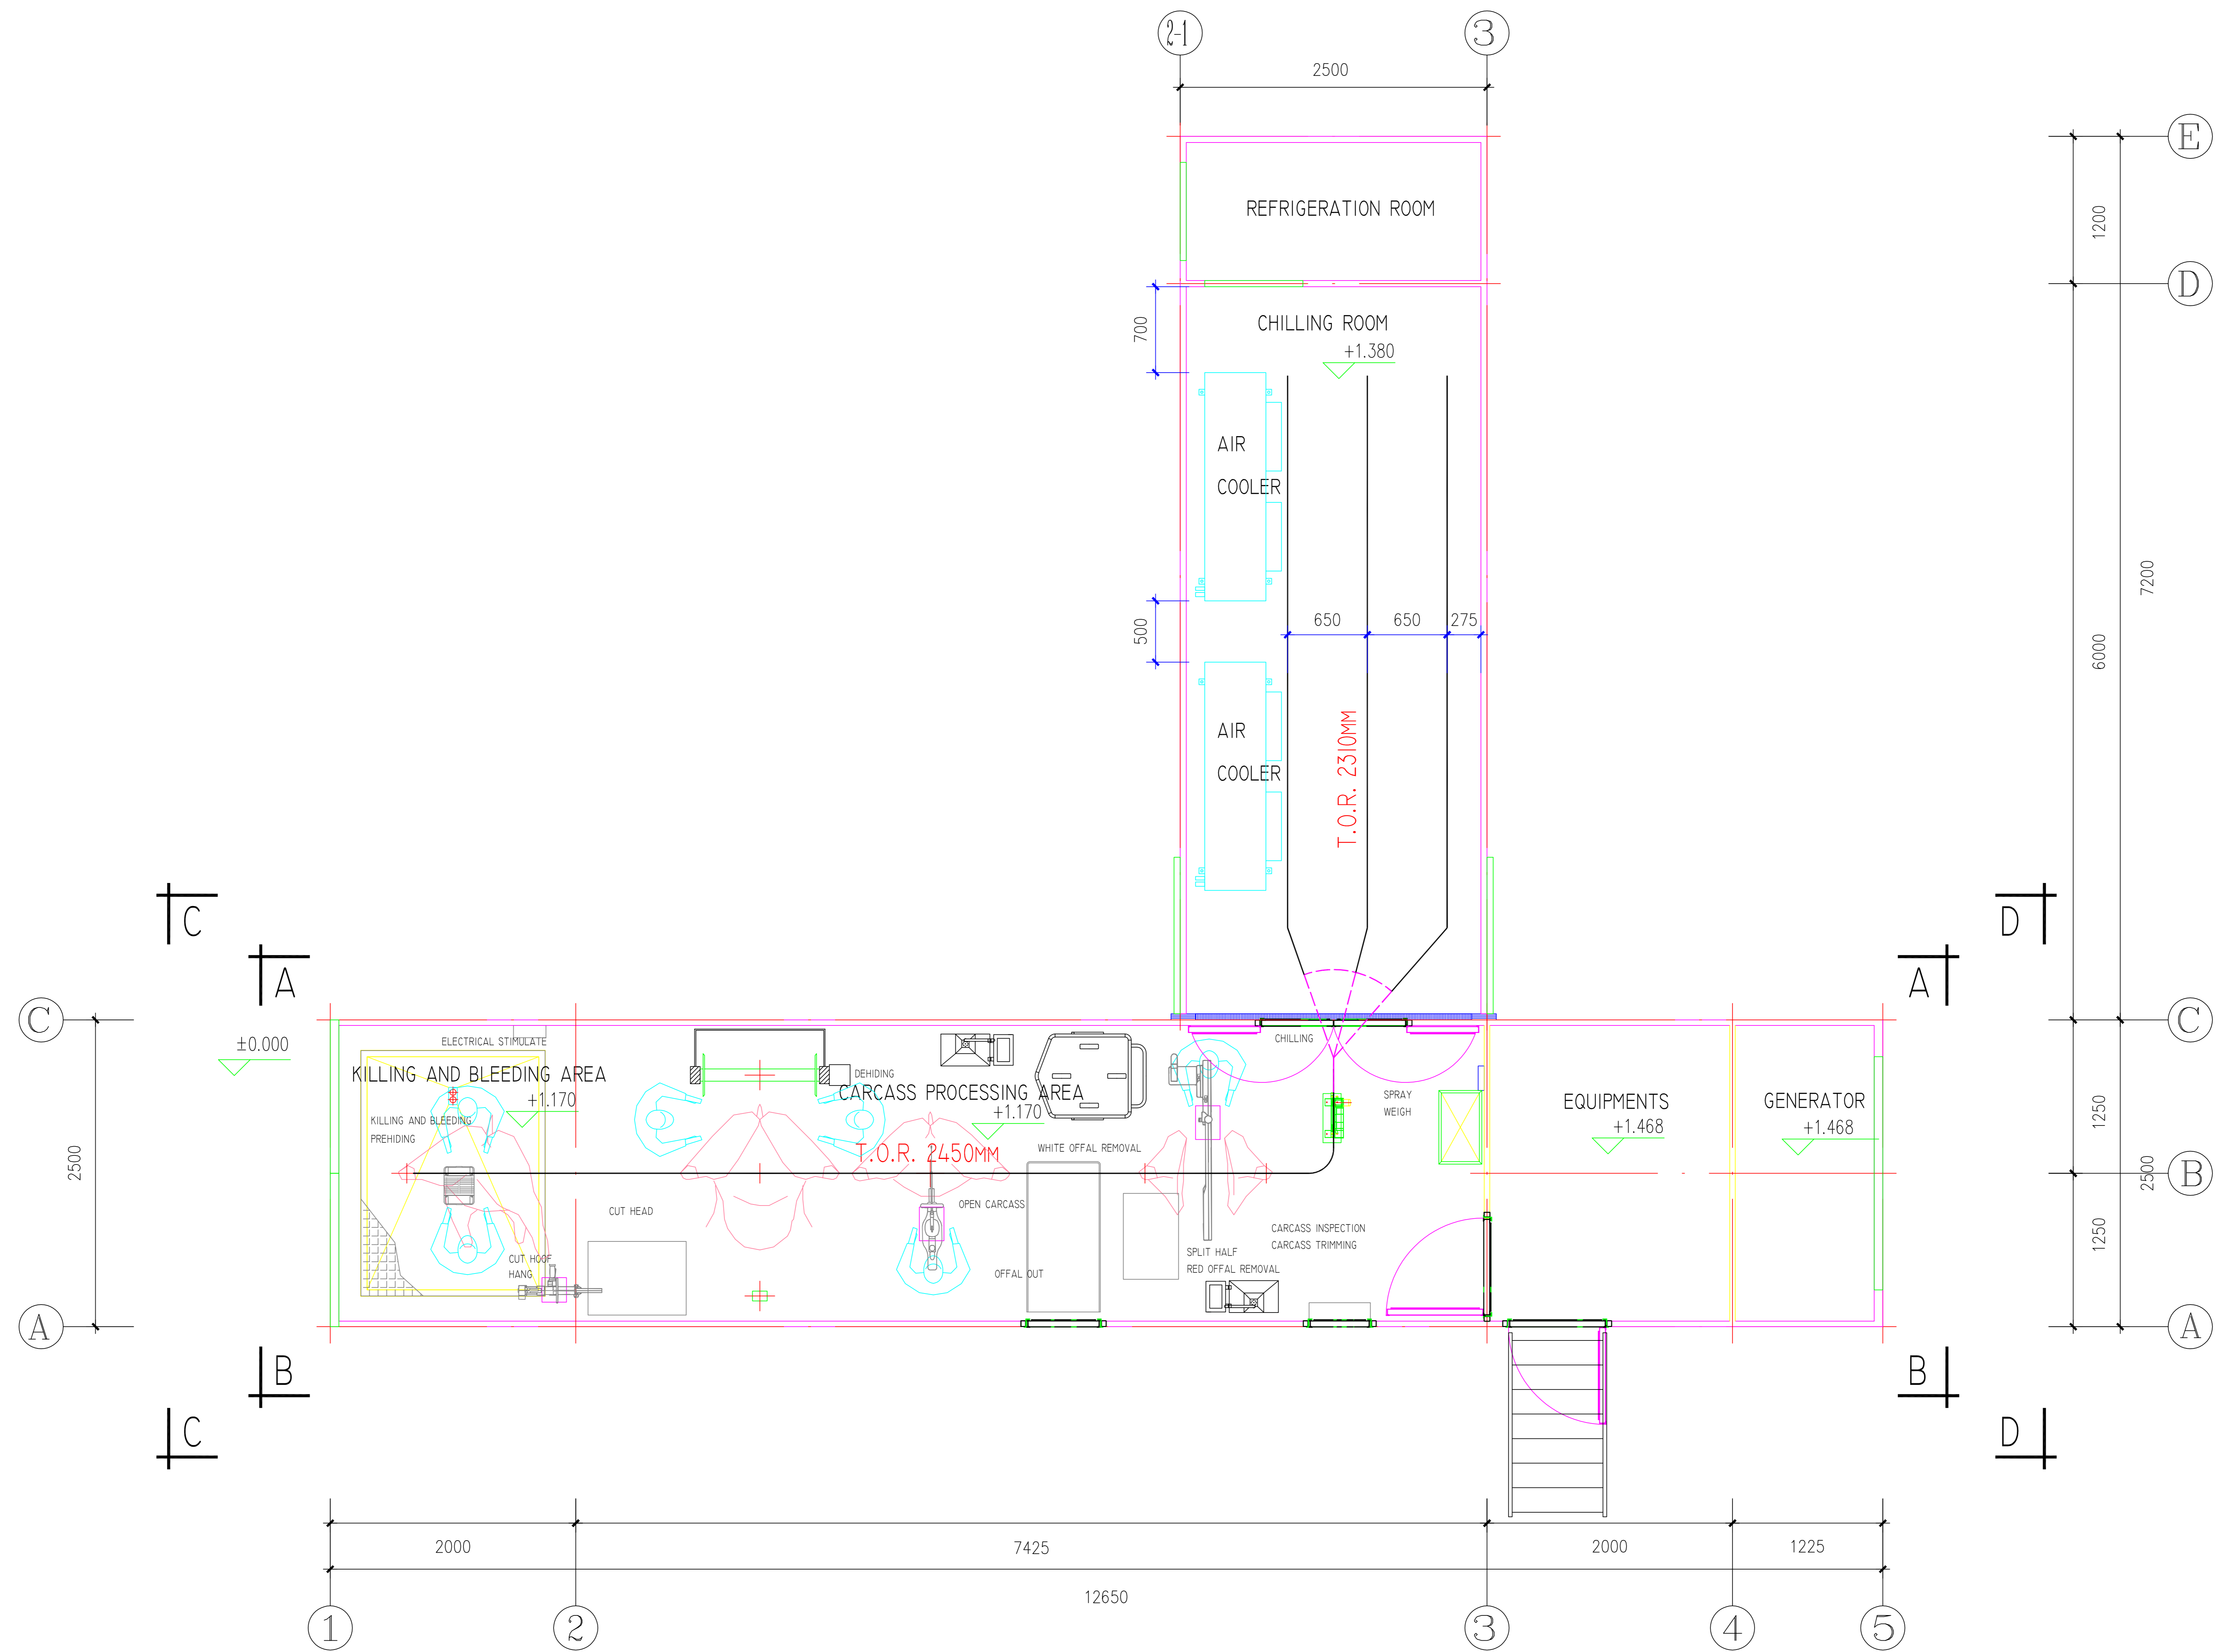 2-1
3
2500
E
REFRIGERATION ROOM
1200
D
CHILLING ROOM
+1.380
700
AIR
COOLER
7200
500
650
650
275
6000
AIR
COOLER
T.O.R. 2310MM
C
D
A
A
C
C
±0.000
ELECTRICAL STIMULATE
CHILLING
KILLING AND BLEEDING AREA
+1.170
DEHIDING
CARCASS PROCESSING AREA
+1.170
SPRAY
WEIGH
EQUIPMENTS
+1.468
GENERATOR
+1.468
1250
KILLING AND BLEEDING
PREHIDING
T.O.R. 2450MM
WHITE OFFAL REMOVAL
2500
B
2500
CUT HEAD
OPEN CARCASS
CARCASS INSPECTION
CARCASS TRIMMING
1250
CUT HOOF
HANG
OFFAL OUT
SPLIT HALF
RED OFFAL REMOVAL
A
A
B
B
C
D
2000
7425
2000
1225
12650
1
2
3
4
5